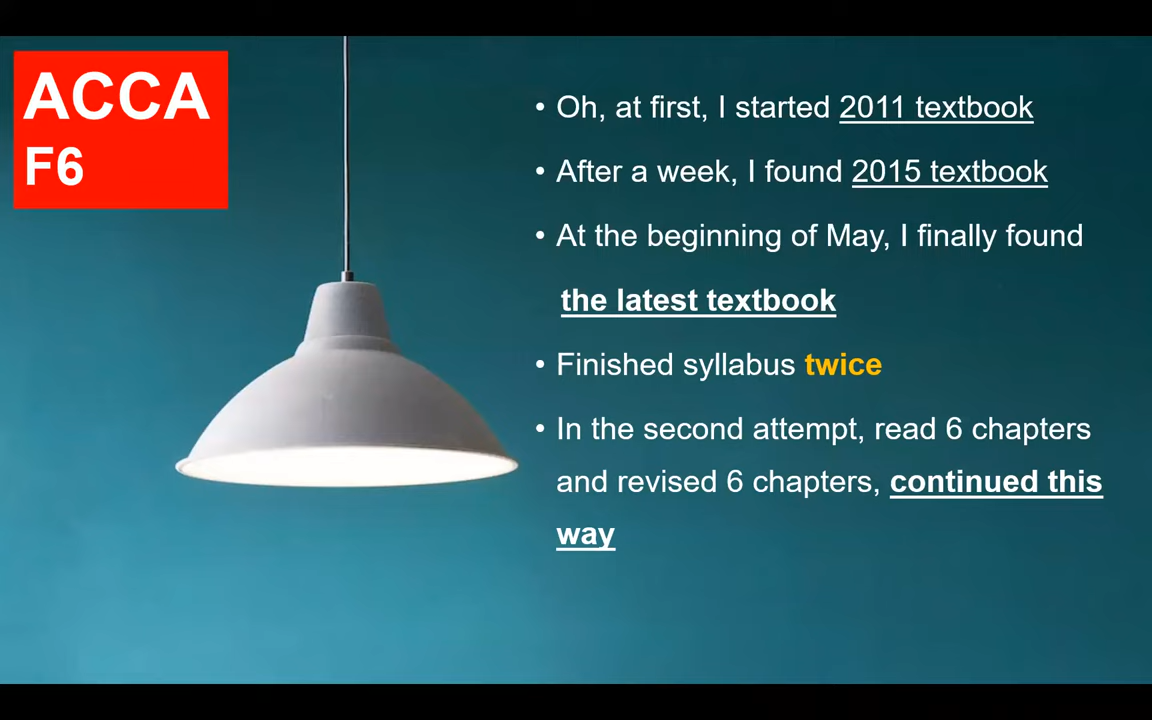 ACCA
F6
• Oh, at first, I started 2011 textbook
• After a week, I found 2015 textbook
• At the beginning of May, I finally found
the latest textbook
• Finished syllabus twice
• In the second attempt, read 6 chapters
and revised 6 chapters, continued this
way